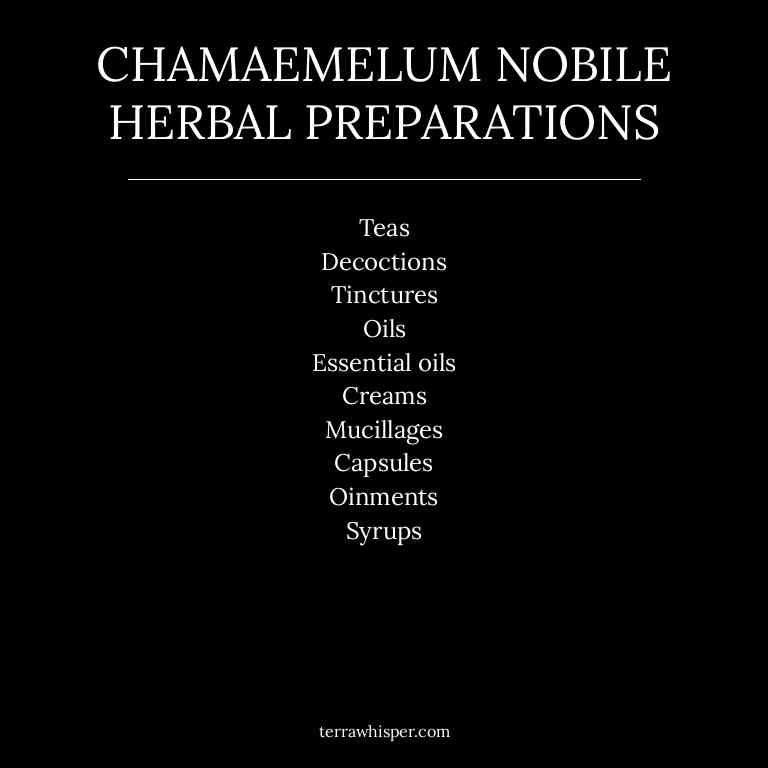 CHAMAEMELUM NOBILE
HERBAL PREPARATIONS
Teas
Decoctions
Tinctures
Oils
Essential oils
Creams
Mucillages
Capsules
Oinments
Syrups
terrawhisper.com